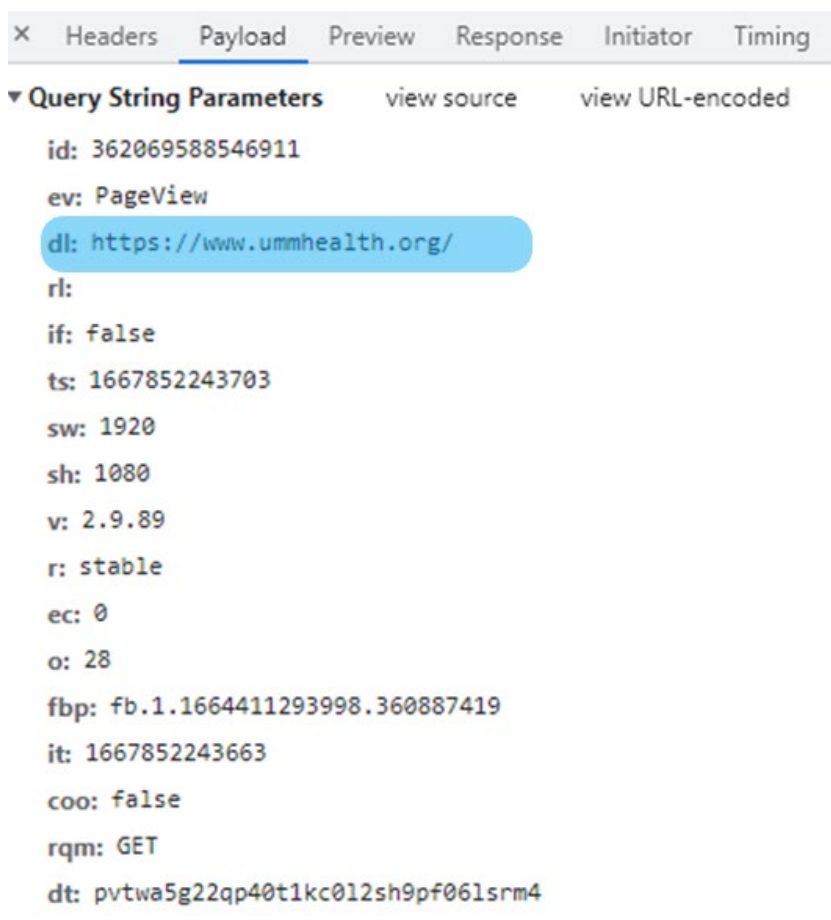 × Headers Payload Preview Response Initiator Timing
▼ Query String Parameters view source view URL-encoded
id: 362069588546911
ev: PageView
dl: https://www.ummhealth.org/
rl:
if: false
ts: 1667852243703
sw: 1920
sh: 1080
v: 2.9.89
r: stable
ec: 0
o: 28
fbp: fb.1.1664411293998.360887419
it: 1667852243663
coo: false
rqm: GET
dt: pvtwa5g22qp40t1kc0l2sh9pf06lsrm4